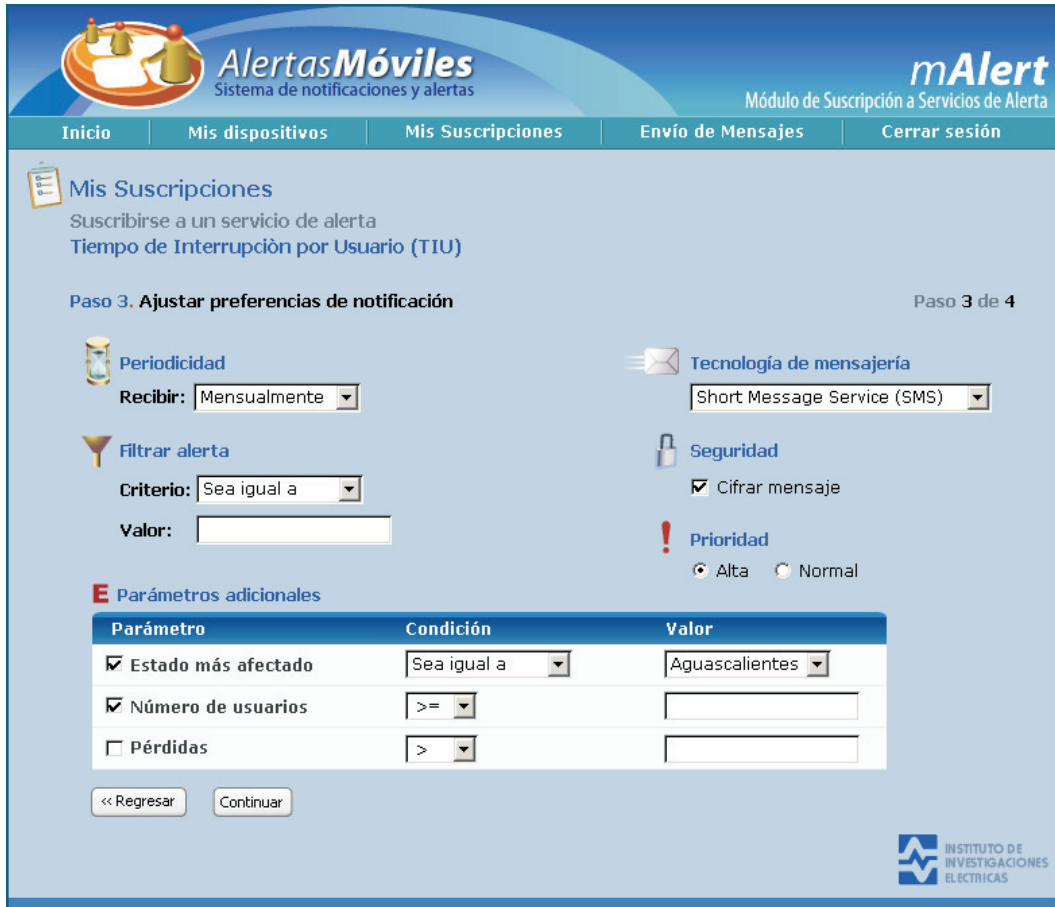 AlertasMóviles
Sistema de notificaciones y alertas
mAlert
Módulo de Suscripción a Servicios de Alerta
Inicio Mis dispositivos Mis Suscripciones Envío de Mensajes Cerrar sesión
Mis Suscripciones
Suscribirse a un servicio de alerta
Tiempo de Interrupciòn por Usuario (TIU)
Paso 3. Ajustar preferencias de notificación Paso 3 de 4
Periodicidad
Recibir: Mensualmente
Tecnología de mensajería
Short Message Service (SMS)
Filtrar alerta
Criterio: Sea igual a
Valor:
Seguridad
Cifrar mensaje
Prioridad
Alta Normal
E Parámetros adicionales
Parámetro Condición Valor
Estado más afectado Sea igual a Aguascalientes
Número de usuarios >=
Pérdidas >
<< Regresar Continuar
INSTITUTO DE
INVESTIGACIONES
ELECTRICAS